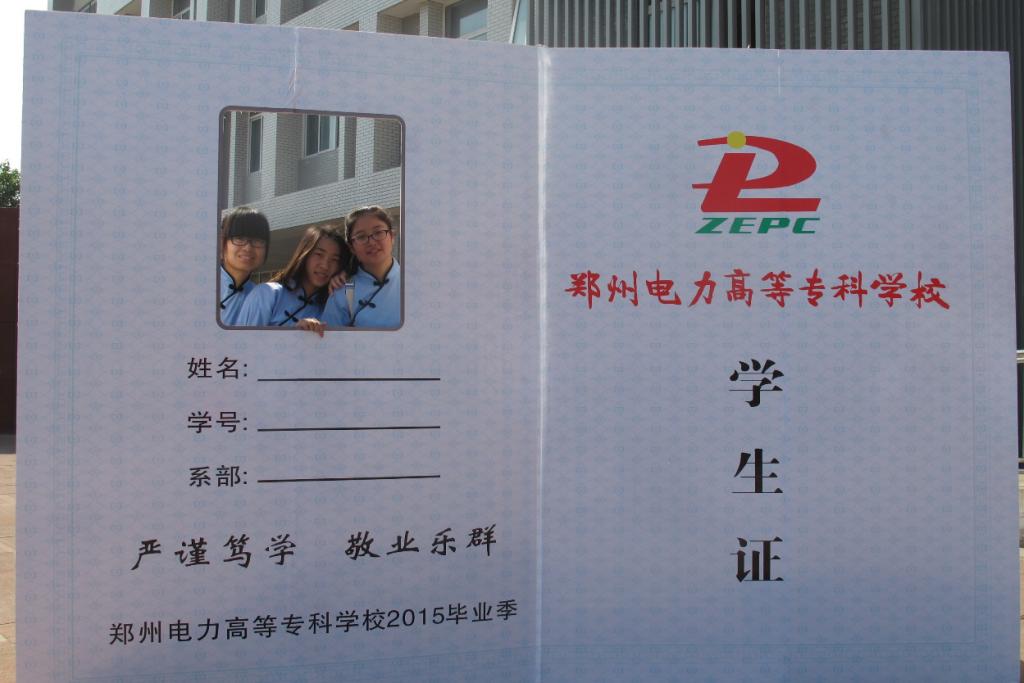 姓名:
学号:
系部:
严谨笃学 敬业乐群
郑州电力高等专科学校2015毕业季
ZEPC
郑州电力高等专科学校
学
生
证